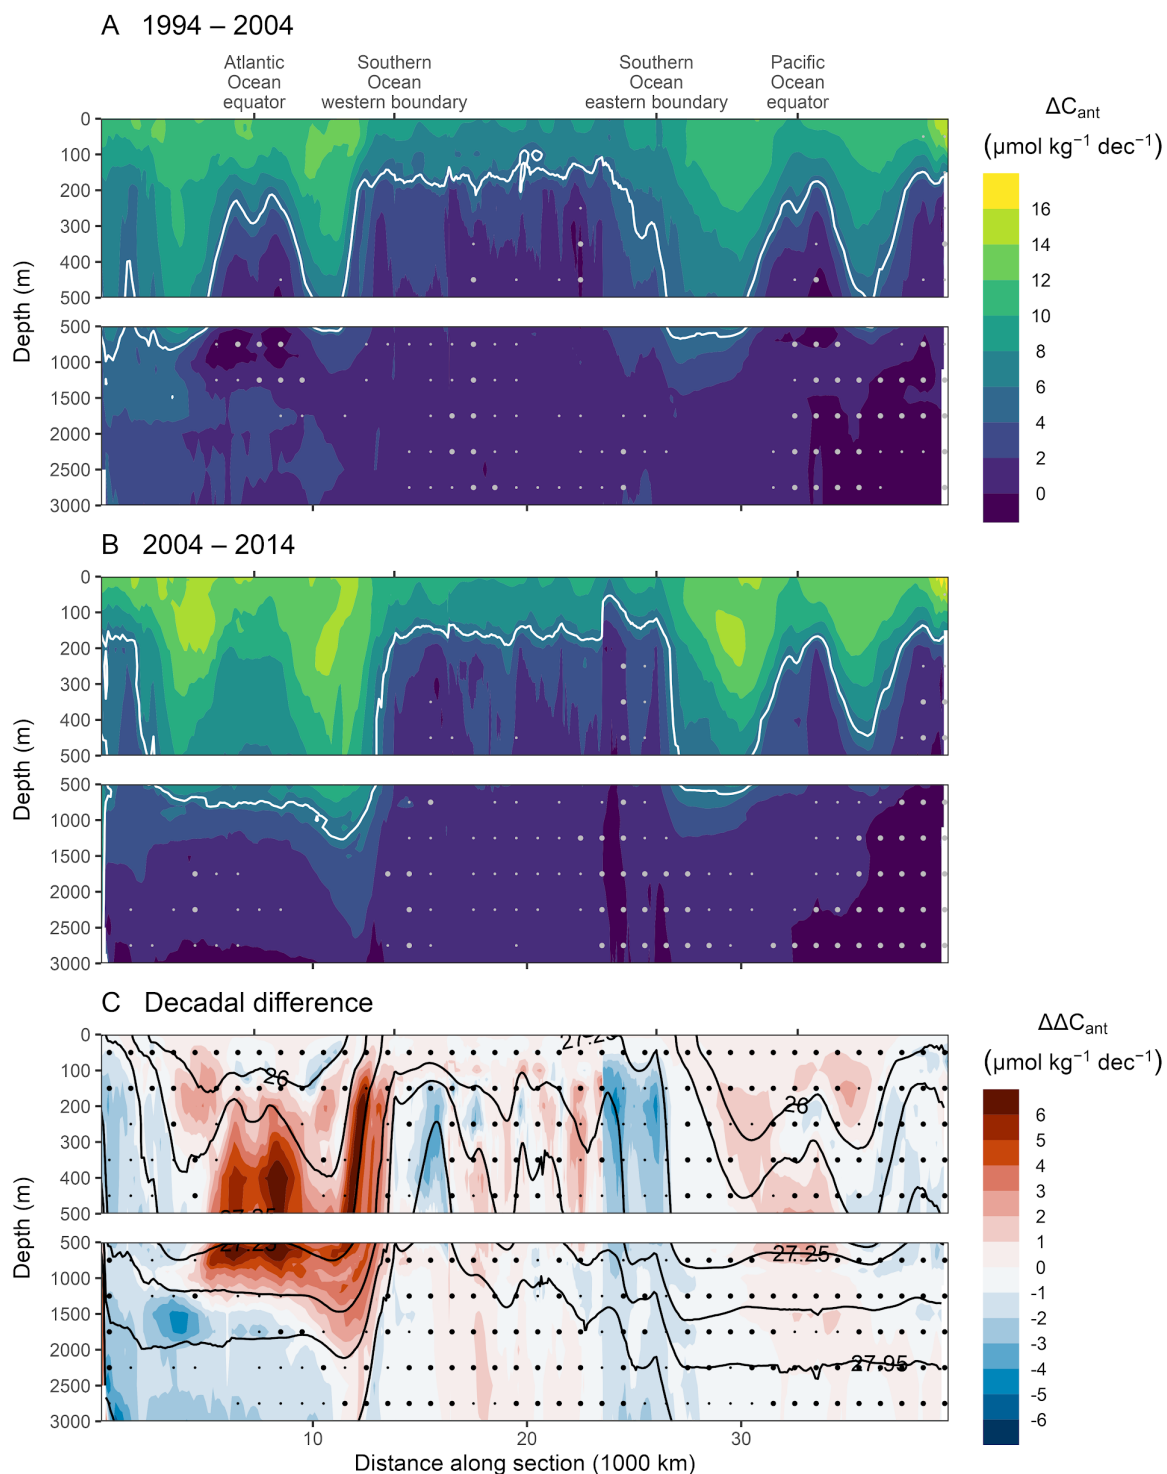 A 1994 – 2004
Atlantic
Ocean
equator
Southern
Ocean
western boundary
Southern
Ocean
eastern boundary
Pacific
Ocean
equator
0
100
200
300
400
500
500
1000
1500
2000
2500
3000
Depth (m)
ΔCant
(μmol kg−1 dec−1)
16
14
12
10
8
6
4
2
0
B 2004 – 2014
0
100
200
300
400
500
500
1000
1500
2000
2500
3000
Depth (m)
C Decadal difference
0
100
200
300
400
500
500
1000
1500
2000
2500
3000
Depth (m)
27.25
26
26
27.25
27.25
27.25
27.95
ΔΔCant
(μmol kg−1 dec−1)
6
5
4
3
2
1
0
-1
-2
-3
-4
-5
-6
10
20
30
Distance along section (1000 km)